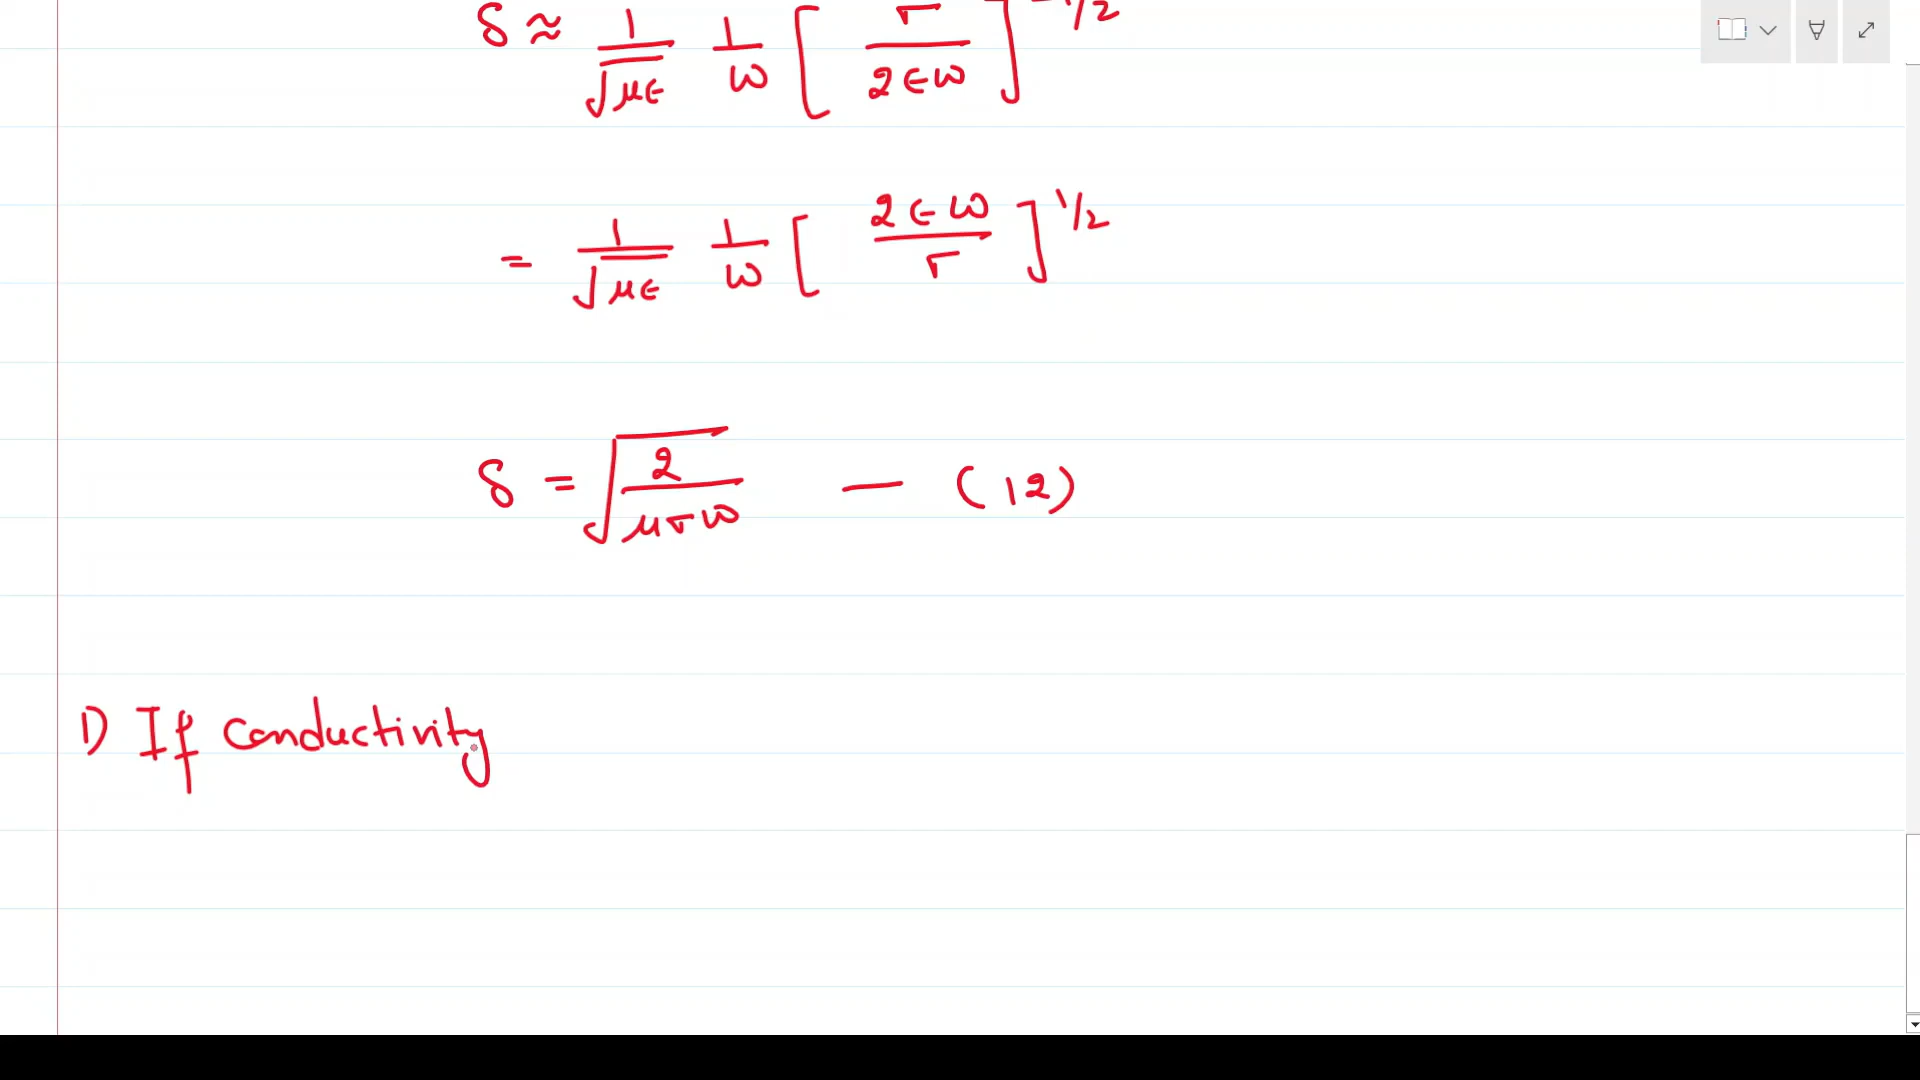 δ ≈ 1/√με 1/ω [ σ/2εω ]^-1/2
= 1/√με 1/ω [ 2εω/σ ]^1/2
δ = √2/μσω — (12)
1) If conductivity